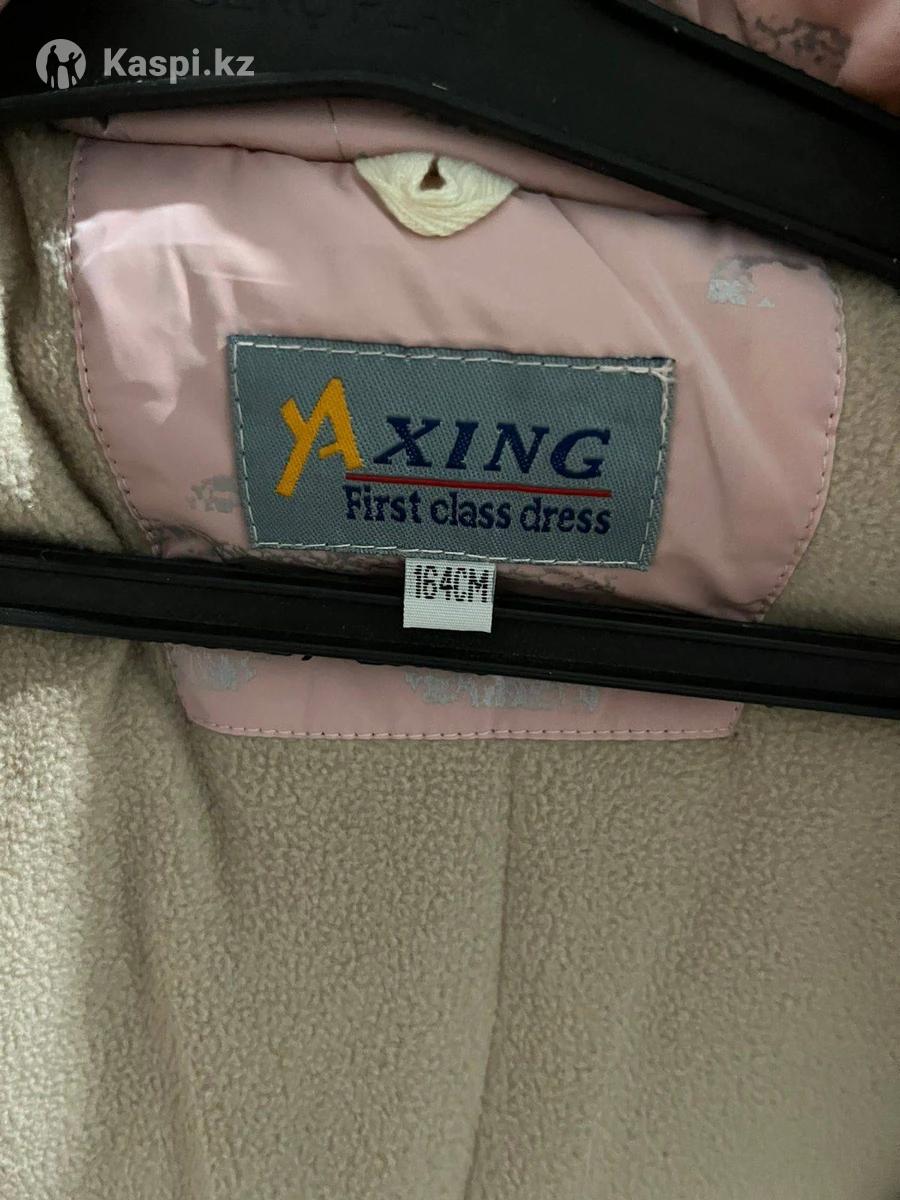 Kaspi.kz
YAXING
First class dress
164CM